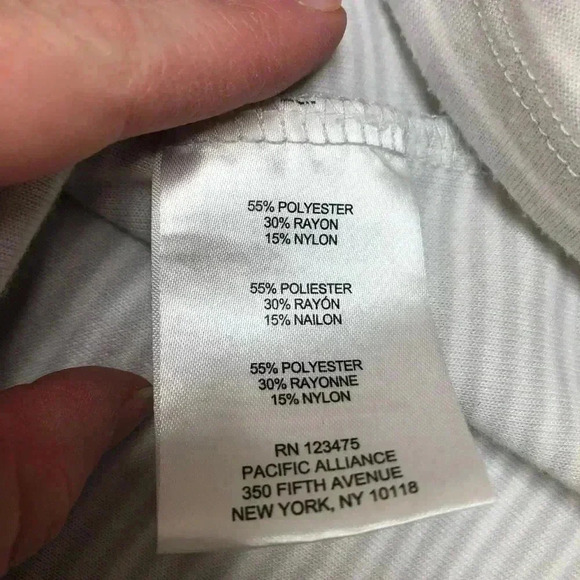 55% POLYESTER
30% RAYON
15% NYLON
55% POLIESTER
30% RAYÓN
15% NAILON
55% POLYESTER
30% RAYONNE
15% NYLON
RN 123475
PACIFIC ALLIANCE
350 FIFTH AVENUE
NEW YORK, NY 10118